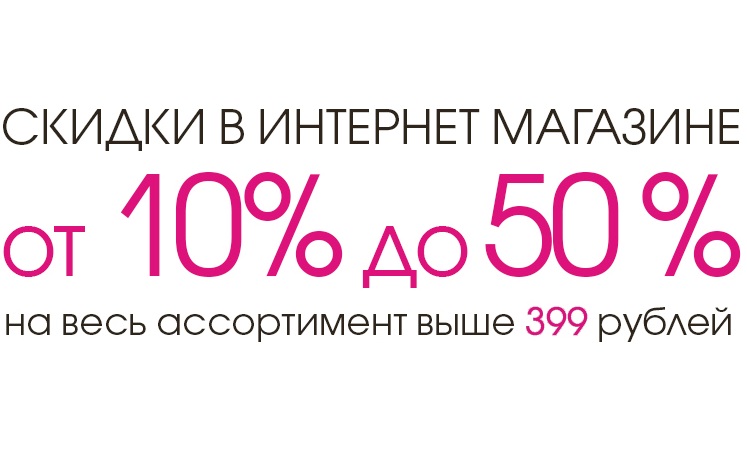 СКИДКИ В ИНТЕРНЕТ МАГАЗИНЕ
от 10% до 50 %
на весь ассортимент выше 399 рублей